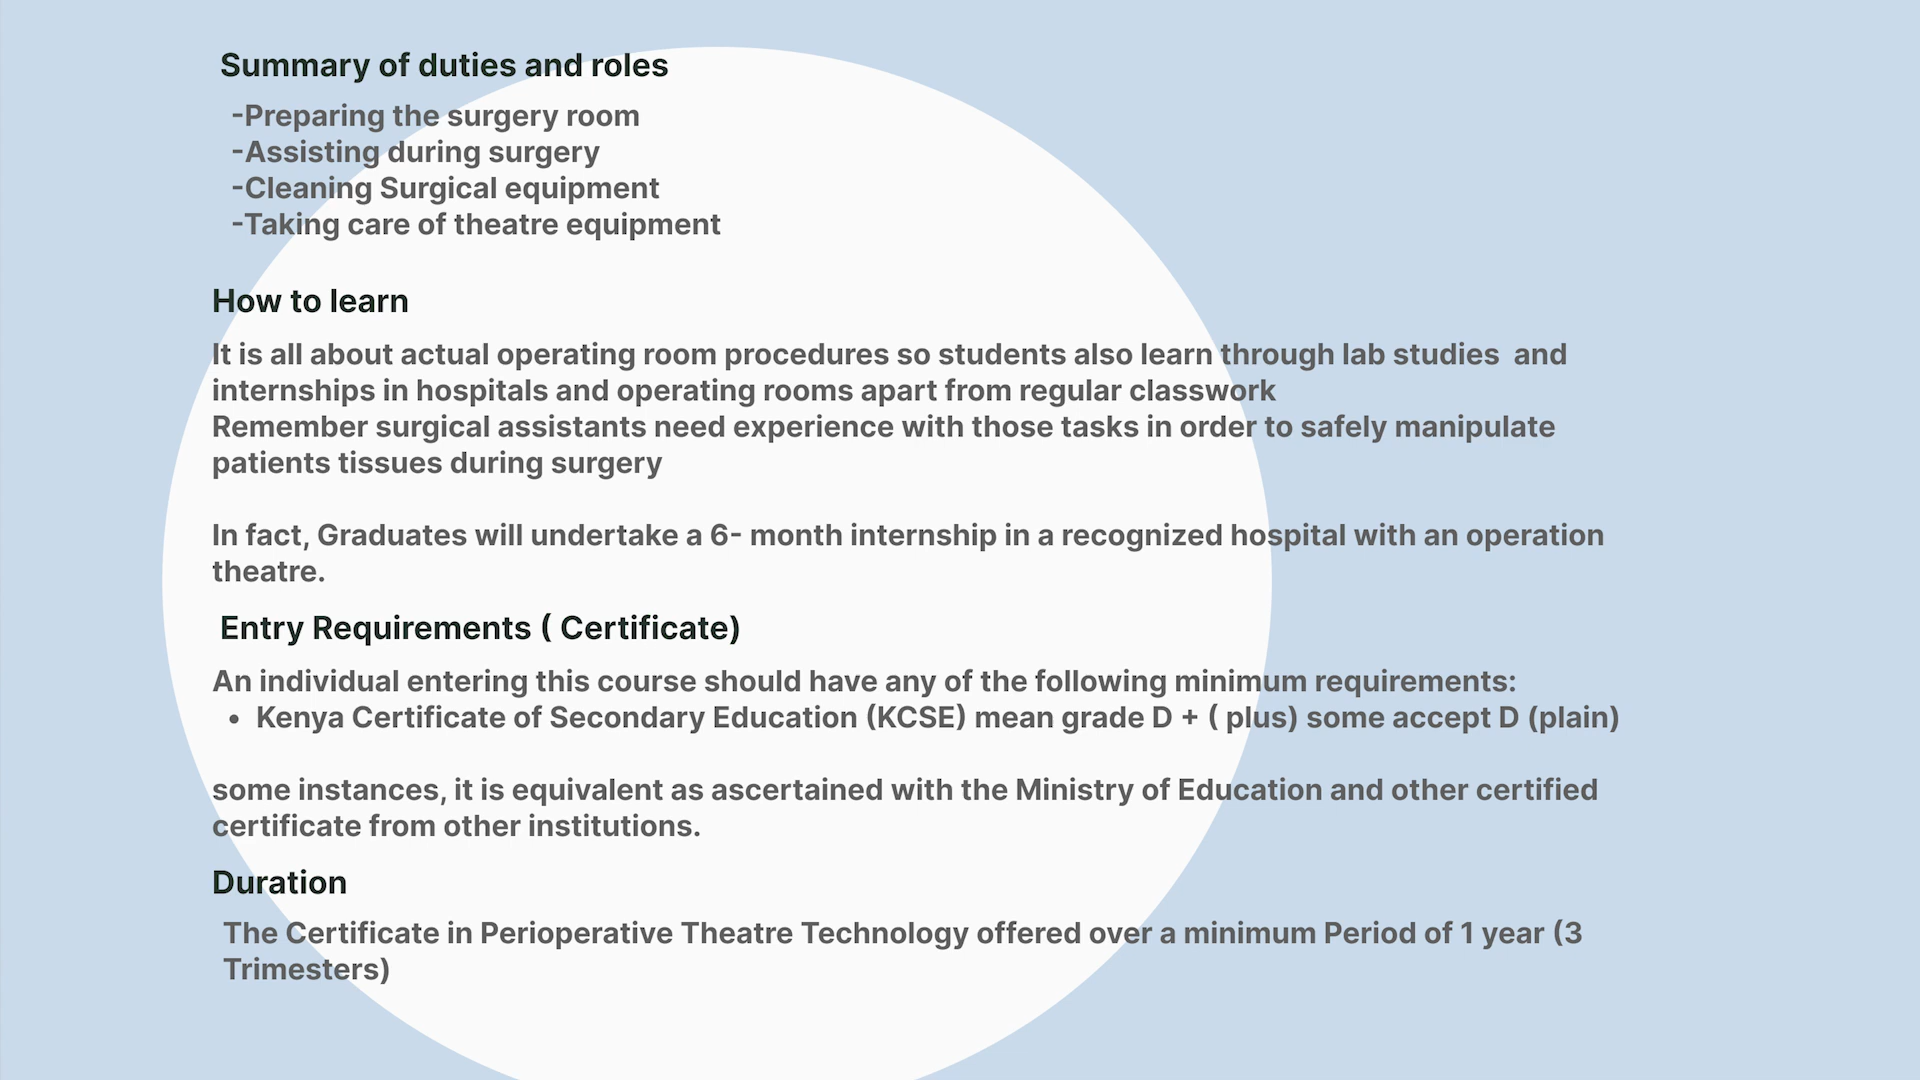 Summary of duties and roles
-Preparing the surgery room
-Assisting during surgery
-Cleaning Surgical equipment
-Taking care of theatre equipment
How to learn
It is all about actual operating room procedures so students also learn through lab studies  and
internships in hospitals and operating rooms apart from regular classwork
Remember surgical assistants need experience with those tasks in order to safely manipulate
patients tissues during surgery
In fact, Graduates will undertake a 6- month internship in a recognized hospital with an operation
theatre.
Entry Requirements ( Certificate)
An individual entering this course should have any of the following minimum requirements:
• Kenya Certificate of Secondary Education (KCSE) mean grade D + ( plus) some accept D (plain)
some instances, it is equivalent as ascertained with the Ministry of Education and other certified
certificate from other institutions.
Duration
The Certificate in Perioperative Theatre Technology offered over a minimum Period of 1 year (3
Trimesters)